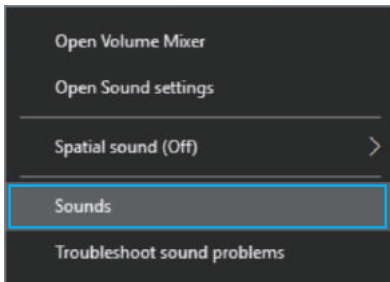 Open Volume Mixer
Open Sound settings
Spatial sound (Off)
Sounds
Troubleshoot sound problems